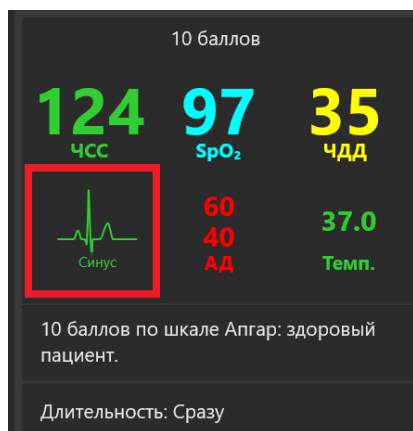 10 баллов
124 97 35
ЧСС SpO₂ ЧДД
60
40 37.0
Синус АД Темп.
10 баллов по шкале Апгар: здоровый
пациент.
Длительность: Сразу